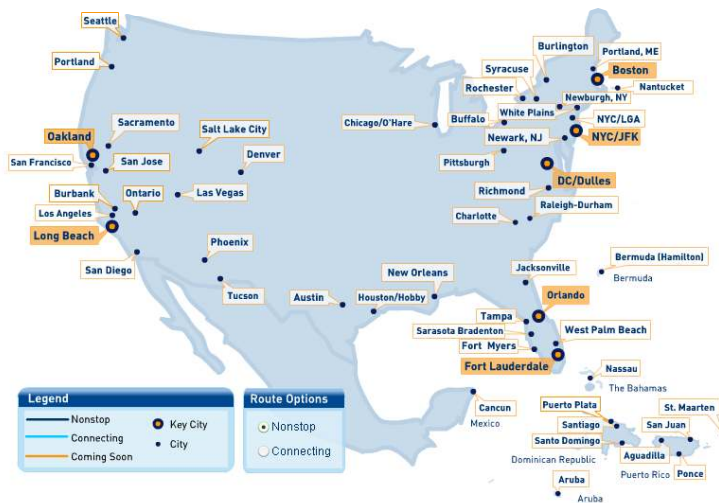 Seattle
Portland
Burlington
Portland, ME
Syracuse
Boston
Rochester
Nantucket
Newburgh, NY
White Plains
Buffalo
NYC/LGA
Chicago/O'Hare
Newark, NJ
NYC/JFK
Oakland
Sacramento
Salt Lake City
San Francisco
San Jose
Denver
Pittsburgh
DC/Dulles
Burbank
Ontario
Las Vegas
Richmond
Raleigh-Durham
Los Angeles
Charlotte
Long Beach
Phoenix
San Diego
Tucson
Austin
Houston/Hobby
New Orleans
Jacksonville
Bermuda (Hamilton)
Bermuda
Orlando
Tampa
Sarasota Bradenton
West Palm Beach
Fort Myers
Fort Lauderdale
Nassau
The Bahamas
Cancun
Mexico
Puerto Plata
St. Maarten
Santiago
San Juan
Santo Domingo
Aguadilla
Dominican Republic
Puerto Rico
Ponce
Aruba
Aruba
Legend
Nonstop
Connecting
Coming Soon
Key City
City
Route Options
Nonstop
Connecting